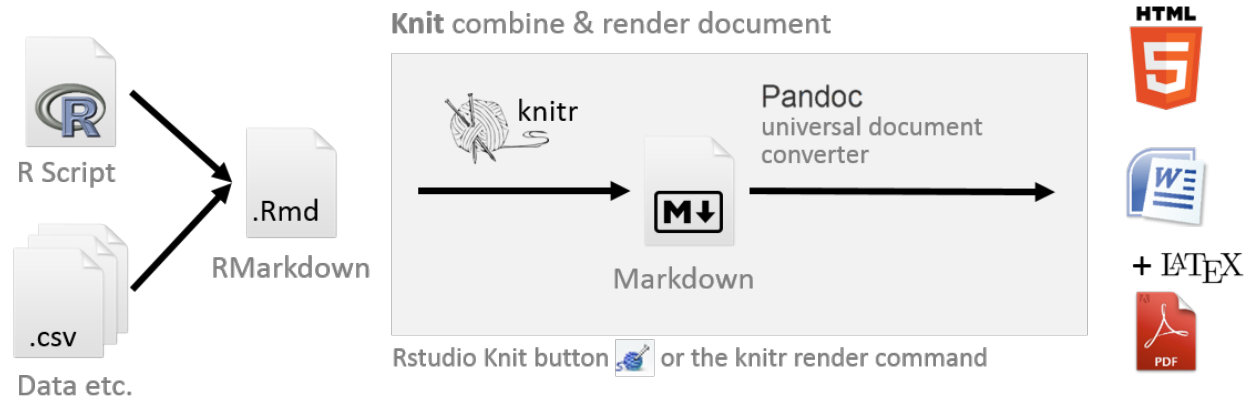 R
R Script
.csv
Data etc.
.Rmd
RMarkdown
Knit combine & render document
knitr
M
Markdown
Pandoc
universal document
converter
Rstudio Knit button or the knitr render command
HTML
5
W
+ LATEX
PDF